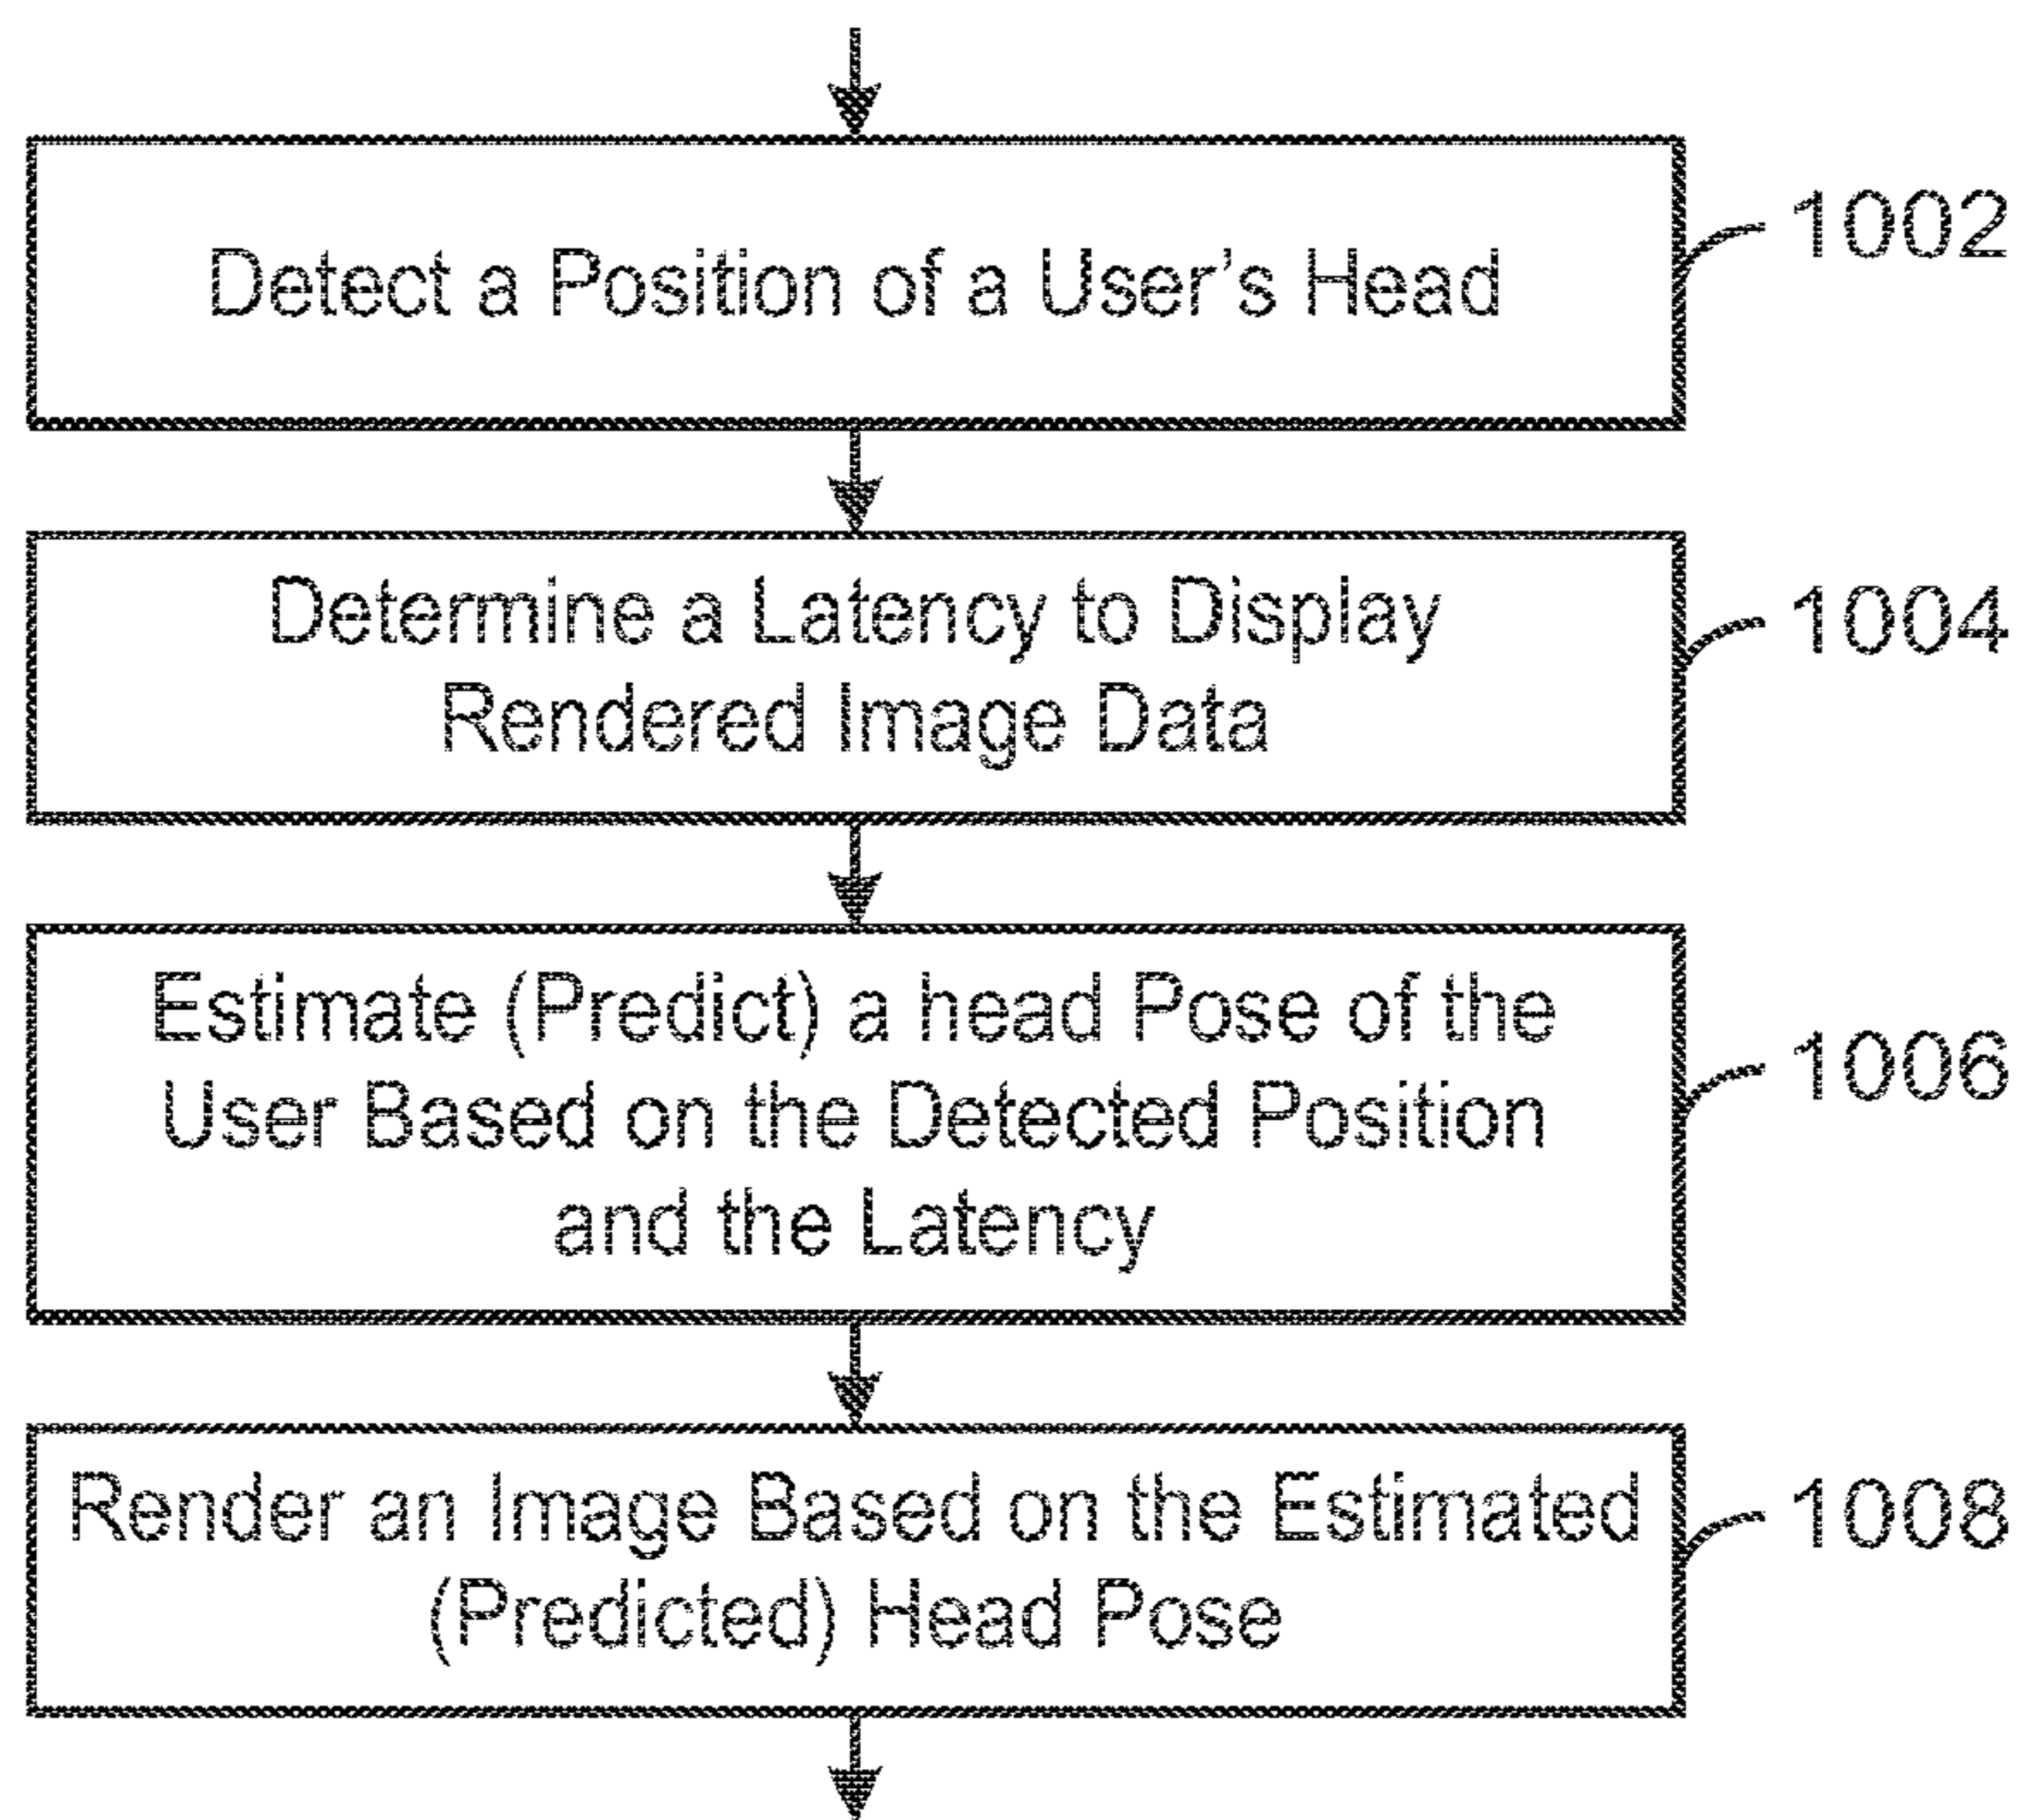 Detect a Position of a User’s Head
1002
Determine a Latency to Display
Rendered Image Data
1004
Estimate (Predict) a head Pose of the
User Based on the Detected Position
and the Latency
1006
Render an Image Based on the Estimated
(Predicted) Head Pose
1008